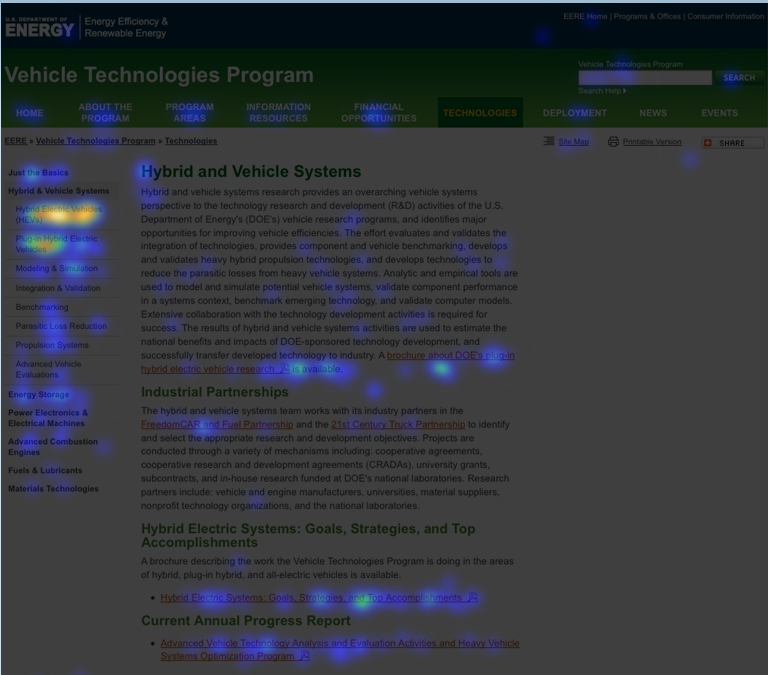 U.S. DEPARTMENT OF
ENERGY
Energy Efficiency &
Renewable Energy
EERE Home | Programs & Offices | Consumer Information
Vehicle Technologies Program
Vehicle Technologies Program
SEARCH
Search Help
HOME
ABOUT THE
PROGRAM
PROGRAM
AREAS
INFORMATION
RESOURCES
FINANCIAL
OPPORTUNITIES
TECHNOLOGIES
DEPLOYMENT
NEWS
EVENTS
EERE » Vehicle Technologies Program » Technologies
Site Map
Printable Version
SHARE
Just the Basics
Hybrid & Vehicle Systems
Hybrid Electric Vehicles
(HEVs)
Plug-in Hybrid Electric
Vehicles
Modeling & Simulation
Integration & Validation
Benchmarking
Parasitic Loss Reduction
Propulsion Systems
Advanced Vehicle
Evaluations
Energy Storage
Power Electronics &
Electrical Machines
Advanced Combustion
Engines
Fuels & Lubricants
Materials Technologies
Hybrid and Vehicle Systems
Hybrid and vehicle systems research provides an overarching vehicle systems
perspective to the technology research and development (R&D) activities of the U.S.
Department of Energy's (DOE's) vehicle research programs, and identifies major
opportunities for improving vehicle efficiencies. The effort evaluates and validates the
integration of technologies, provides component and vehicle benchmarking, develops
and validates heavy hybrid propulsion technologies, and develops technologies to
reduce the parasitic losses from heavy vehicle systems. Analytic and empirical tools are
used to model and simulate potential vehicle systems, validate component performance
in a systems context, benchmark emerging technology, and validate computer models.
Extensive collaboration with the technology development activities is required for
success. The results of hybrid and vehicle systems activities are used to estimate the
national benefits and impacts of DOE-sponsored technology development, and
successfully transfer developed technology to industry. A brochure about DOE's plug-in
hybrid electric vehicle research is available.
Industrial Partnerships
The hybrid and vehicle systems team works with its industry partners in the
FreedomCAR and Fuel Partnership and the 21st Century Truck Partnership to identify
and select the appropriate research and development objectives. Projects are
conducted through a variety of mechanisms including: cooperative agreements,
cooperative research and development agreements (CRADAs), university grants,
subcontracts, and in-house research funded at DOE's national laboratories. Research
partners include: vehicle and engine manufacturers, universities, material suppliers,
nonprofit technology organizations, and the national laboratories.
Hybrid Electric Systems: Goals, Strategies, and Top
Accomplishments
A brochure describing the work the Vehicle Technologies Program is doing in the areas
of hybrid, plug-in hybrid, and all-electric vehicles is available.
• Hybrid Electric Systems: Goals, Strategies, and Top Accomplishments
Current Annual Progress Report
• Advanced Vehicle Technology Analysis and Evaluation Activities and Heavy Vehicle
Systems Optimization Program